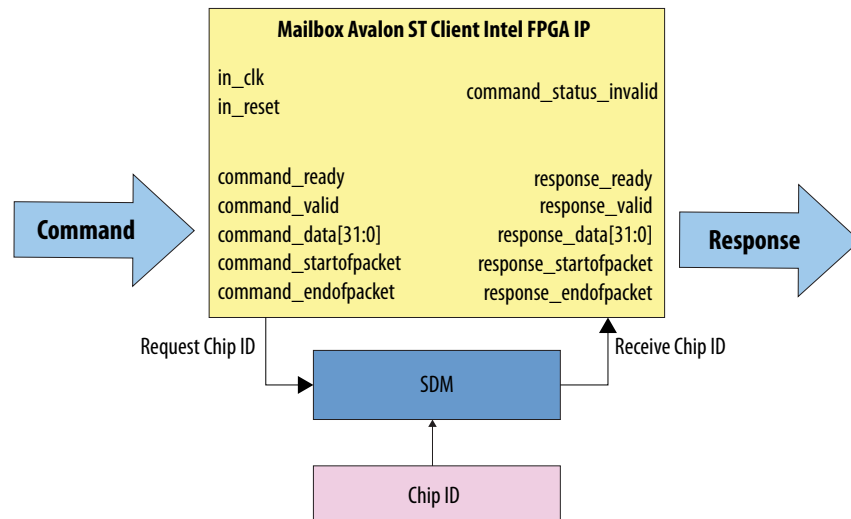 Mailbox Avalon ST Client Intel FPGA IP
in_clk
in_reset
command_status_invalid
command_ready
command_valid
command_data[31:0]
command_startofpacket
command_endofpacket
response_ready
response_valid
response_data[31:0]
response_startofpacket
response_endofpacket
Command
Response
Request Chip ID
Receive Chip ID
SDM
Chip ID